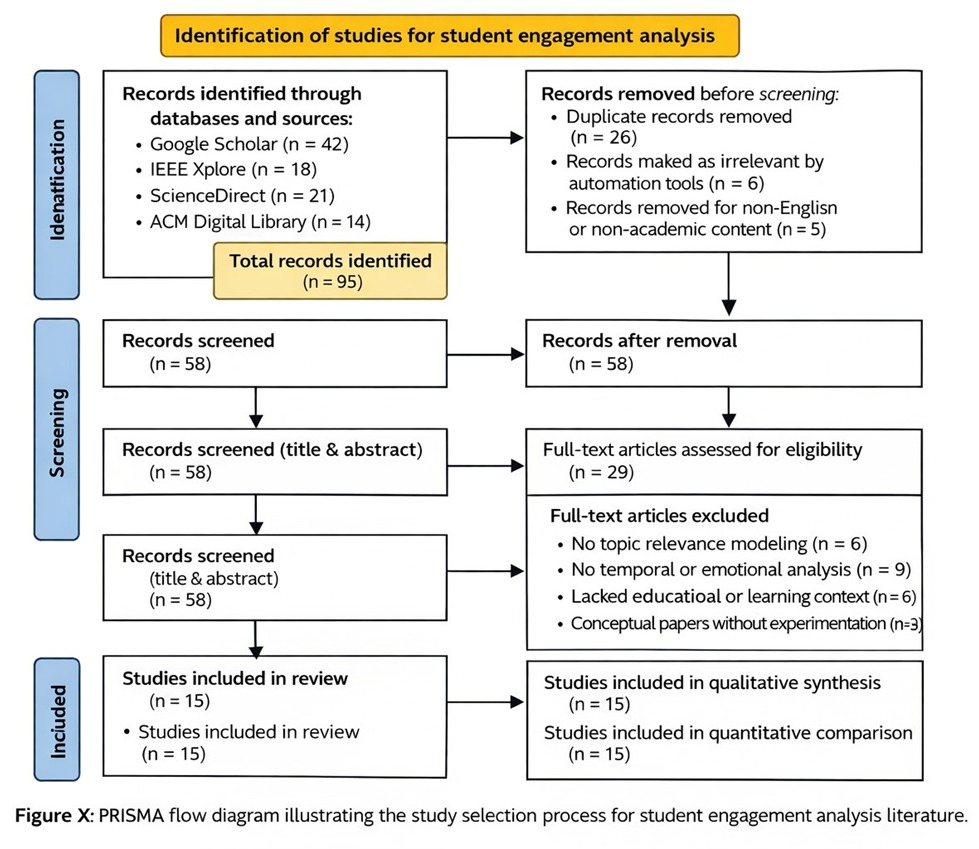 Identification of studies for student engagement analysis
Idenatfication
Records identified through
databases and sources:
• Google Scholar (n = 42)
• IEEE Xplore (n = 18)
• ScienceDirect (n = 21)
• ACM Digital Library (n = 14)
Total records identified
(n = 95)
Records removed before screening:
• Duplicate records removed
(n = 26)
• Records maked as irrelevant by
automation tools (n = 6)
• Records removed for non-Englisn
or non-academic content (n = 5)
Screening
Records screened
(n = 58)
Records after removal
(n = 58)
Records screened (title & abstract)
(n = 58)
Full-text articles assessed for eligibility
(n = 29)
Records screened
(title & abstract)
(n = 58)
Full-text articles excluded
• No topic relevance modeling (n = 6)
• No temporal or emotional analysis (n = 9)
• Lacked educatioal or learning context (n = 6)
• Conceptual papers without experimentation (n=3)
Inciuded
Studies included in review
(n = 15)
• Studies included in review
(n = 15)
Studies included in qualitative synthesis
(n = 15)
Studies included in quantitative comparison
(n = 15)
Figure X: PRISMA flow diagram illustrating the study selection process for student engagement analysis literature.